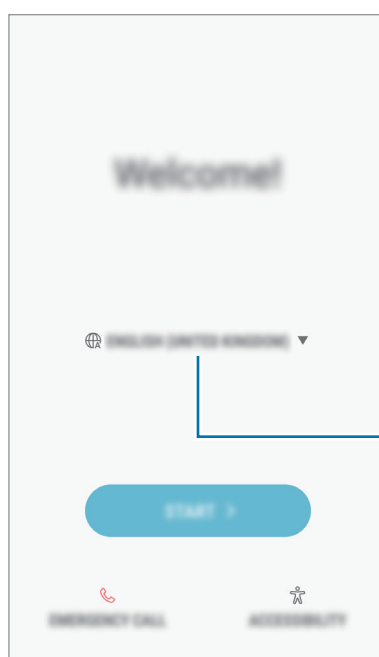 Welcome!
ENGLISH (UNITED KINGDOM)
START
EMERGENCY CALL
ACCESSIBILITY